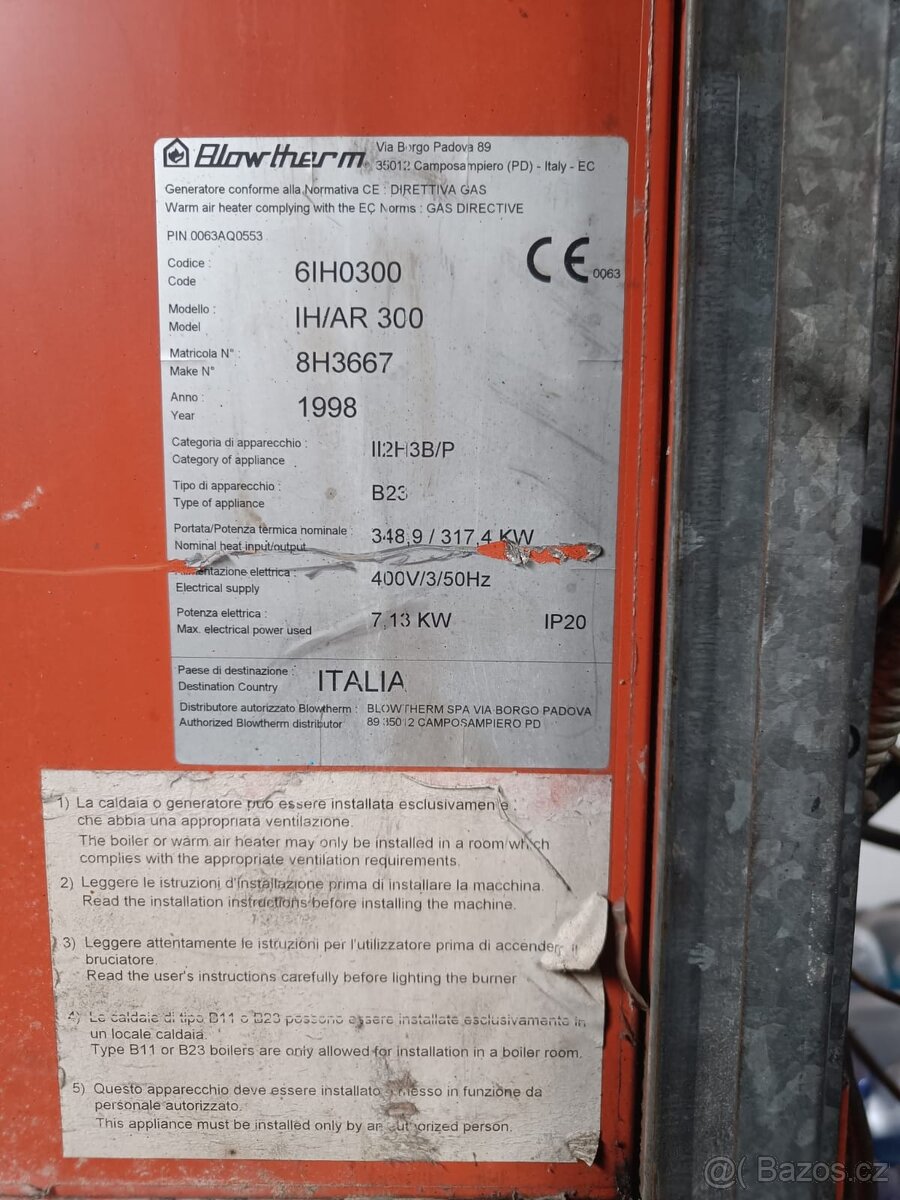 Blowtherm
Via Borgo Padova 89
35012 Camposampiero (PD) - Italy - EC
Generatore conforme alla Normativa CE : DIRETTIVA GAS
Warm air heater complying with the EC Norms : GAS DIRECTIVE
PIN 0063AQ0553
CE 0063
Codice : 6IH0300
Code
Modello : IH/AR 300
Model
Matricola N° : 8H3667
Make N°
Anno : 1998
Year
Categoria di apparecchio : II2H3B/P
Category of appliance
Tipo di apparecchio : B23
Type of appliance
Portata/Potenza termica nominale 348,9 / 317,4 KW
Nominal heat input/output
elettrica : 400V/3/50Hz
Electrical supply
Potenza elettrica : 7,13 KW IP20
Max. electrical power used
Paese di destinazione : ITALIA
Destination Country
Distributore autorizzato Blowtherm : BLOWTHERM SPA VIA BORGO PADOVA
Authorized Blowtherm distributor 89 35012 CAMPOSAMPIERO PD
1) La caldaia o generatore può essere installata esclusivamente
che abbia una appropriata ventilazione.
The boiler or warm air heater may only be installed in a room which
complies with the appropriate ventilation requirements.
2) Leggere le istruzioni d'installazione prima di installare la macchina.
Read the installation instructions before installing the machine.
3) Leggere attentamente le istruzioni per l'utilizzatore prima di accendere il
bruciatore.
Read the user's instructions carefully before lighting the burner
4) Le caldaie di tipo B11 o B23 possono essere installate esclusivamente in
un locale caldaia.
Type B11 or B23 boilers are only allowed for installation in a boiler room.
5) Questo apparecchio deve essere installato e messo in funzione da
personale autorizzato.
This appliance must be installed only by an authorized person.
@( Bazos.cz